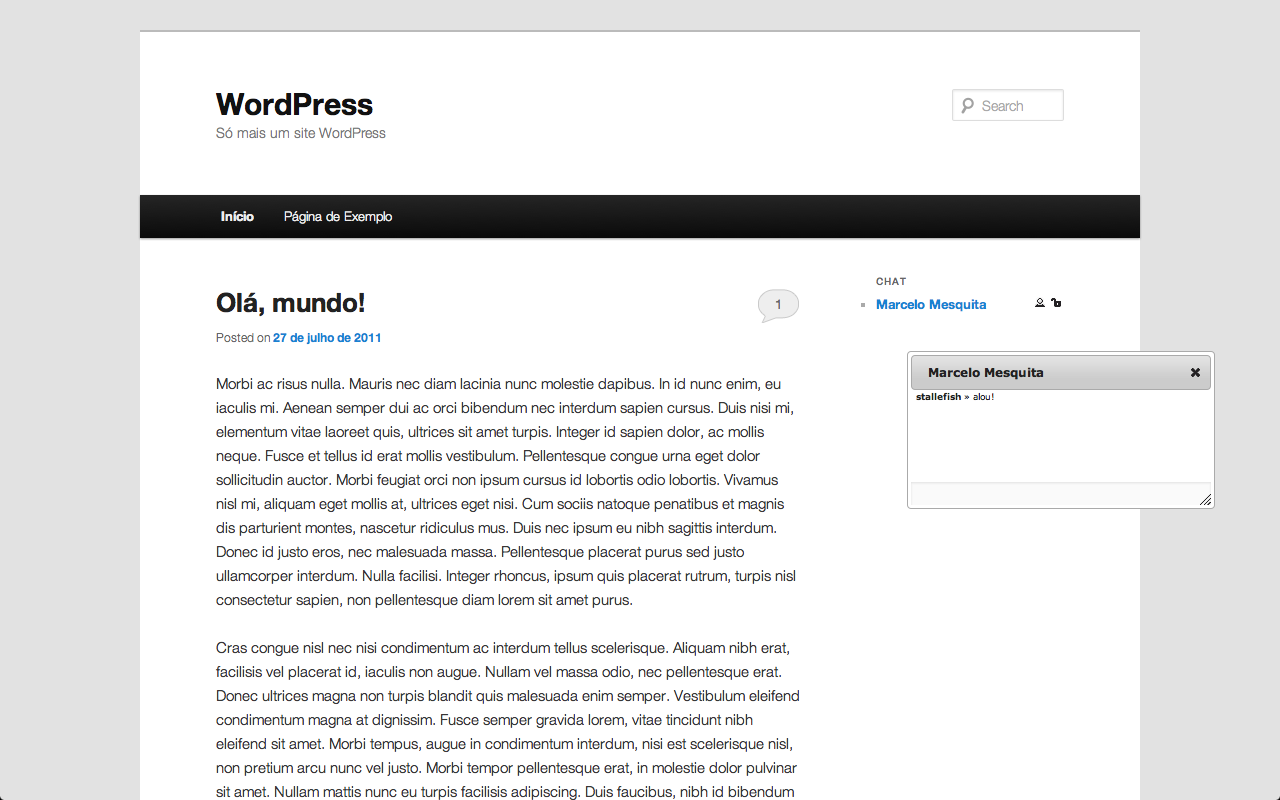 WordPress
Só mais um site WordPress
Search
Início
Página de Exemplo
Olá, mundo!
1
Posted on 27 de julho de 2011
Morbi ac risus nulla. Mauris nec diam lacinia nunc molestie dapibus. In id nunc enim, eu
iaculis mi. Aenean semper dui ac orci bibendum nec interdum sapien cursus. Duis nisi mi,
elementum vitae laoreet quis, ultrices sit amet turpis. Integer id sapien dolor, ac mollis
neque. Fusce et tellus id erat mollis vestibulum. Pellentesque congue urna eget dolor
sollicitudin auctor. Morbi feugiat orci non ipsum cursus id lobortis odio lobortis. Vivamus
nisl mi, aliquam eget mollis at, ultrices eget nisi. Cum sociis natoque penatibus et magnis
dis parturient montes, nascetur ridiculus mus. Duis nec ipsum eu nibh sagittis interdum.
Donec id justo eros, nec malesuada massa. Pellentesque placerat purus sed justo
ullamcorper interdum. Nulla facilisi. Integer rhoncus, ipsum quis placerat rutrum, turpis nisl
consectetur sapien, non pellentesque diam lorem sit amet purus.
Cras congue nisl nec nisi condimentum ac interdum tellus scelerisque. Aliquam nibh erat,
facilisis vel placerat id, iaculis non augue. Nullam vel massa odio, nec pellentesque erat.
Donec ultrices magna non turpis blandit quis malesuada enim semper. Vestibulum eleifend
condimentum magna at dignissim. Fusce semper gravida lorem, vitae tincidunt nibh
eleifend sit amet. Morbi tempus, augue in condimentum interdum, nisi est scelerisque nisl,
non pretium arcu nunc vel justo. Morbi tempor pellentesque erat, in molestie dolor pulvinar
sit amet. Nullam mattis nunc eu turpis facilisis adipiscing. Duis faucibus, nibh id bibendum
CHAT
Marcelo Mesquita
Marcelo Mesquita
stallefish » alou!